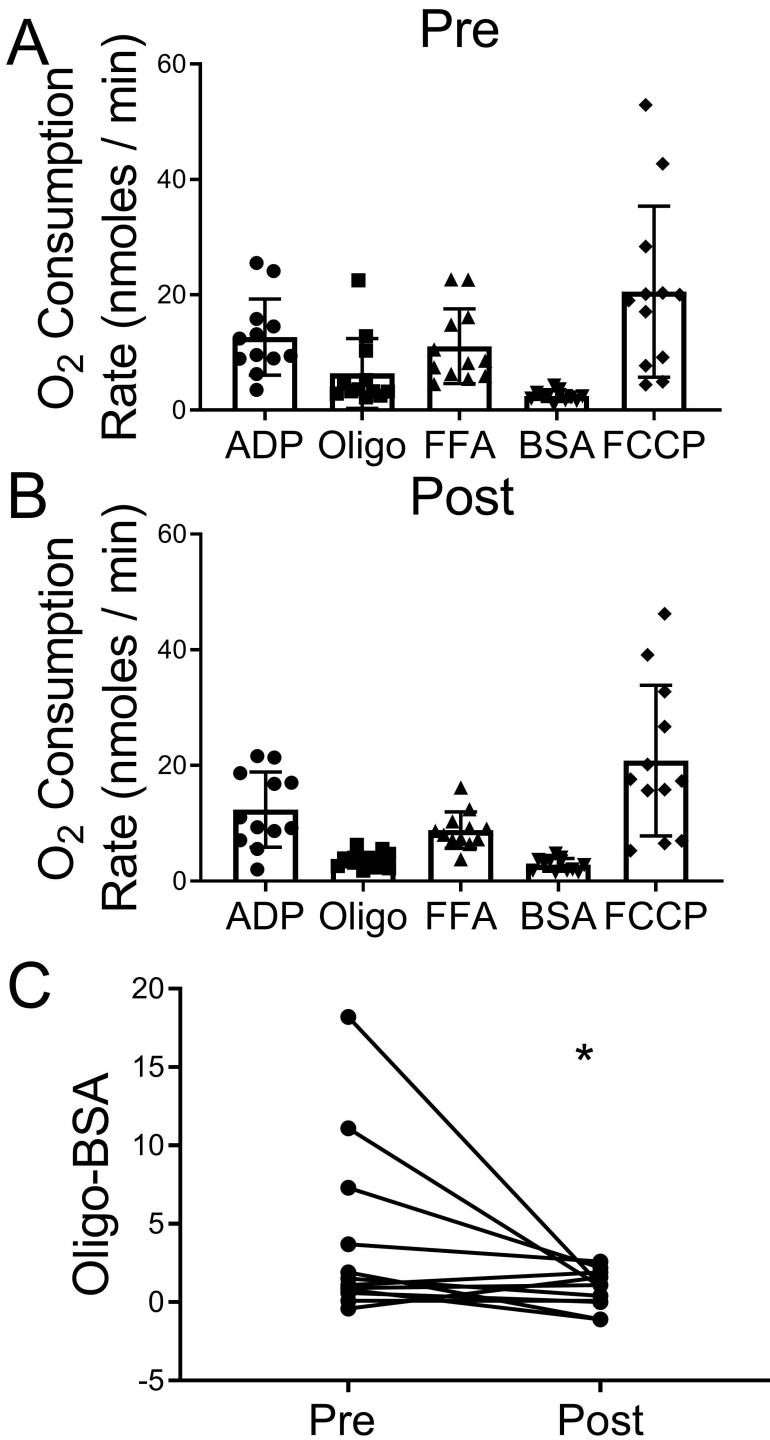 A
Pre
O2 Consumption
Rate (nmoles / min)
60
40
20
0
ADP Oligo FFA BSA FCCP
B
Post
O2 Consumption
Rate (nmoles / min)
60
40
20
0
ADP Oligo FFA BSA FCCP
C
Oligo-BSA
20
15
10
5
0
-5
*
Pre Post